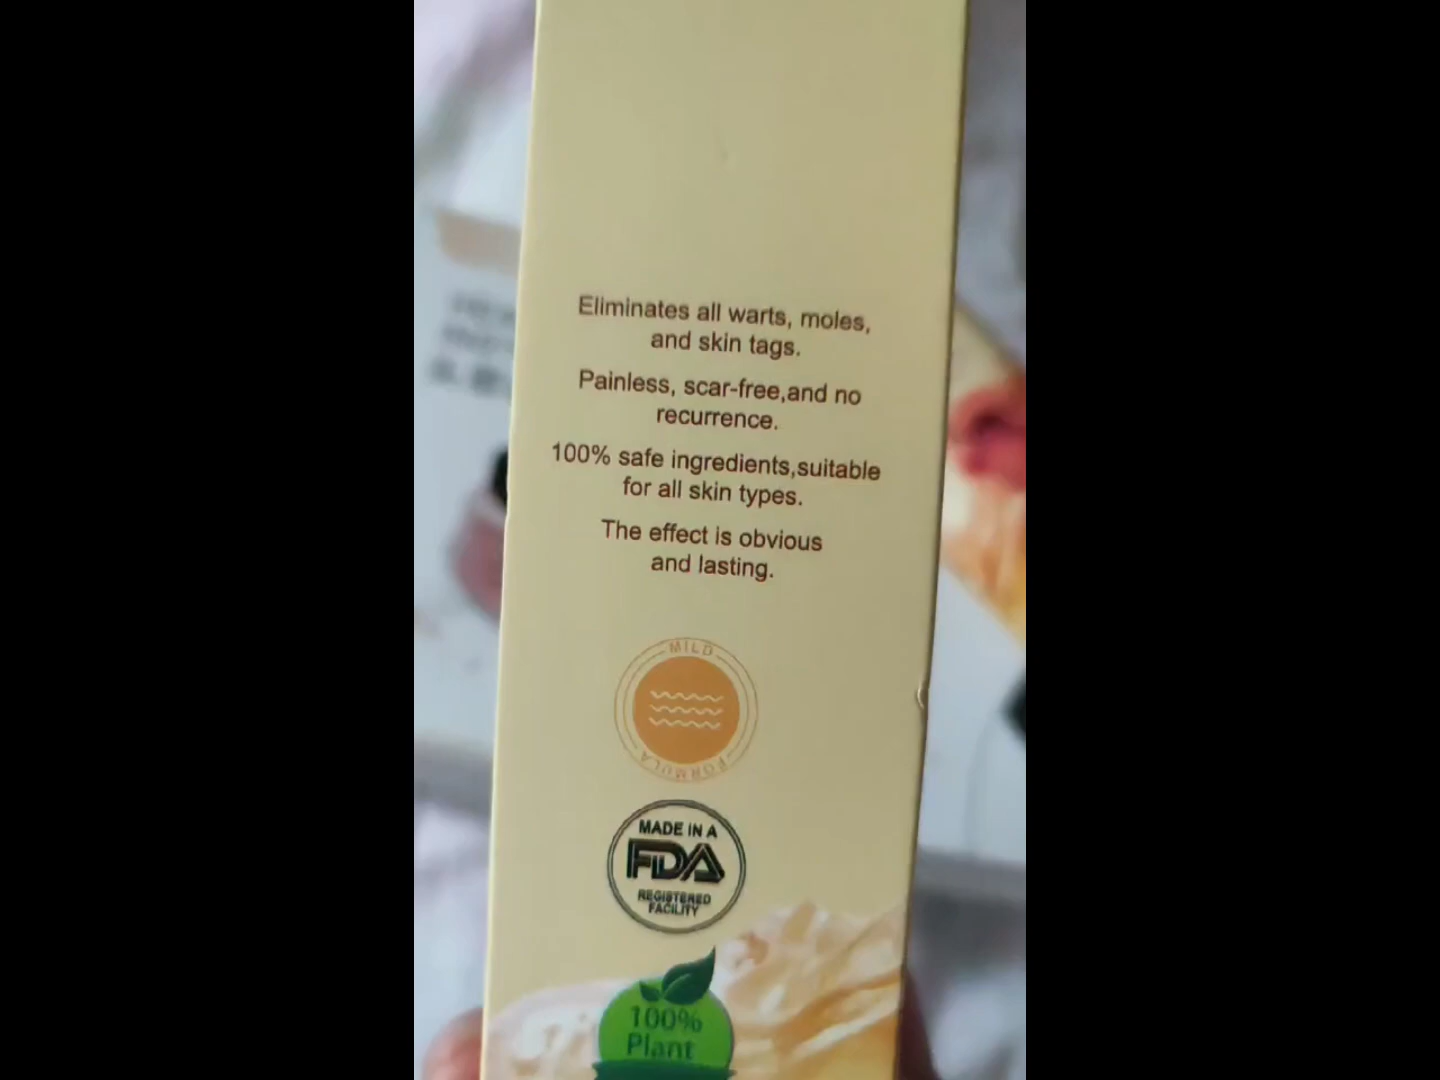 Eliminates all warts, moles,
and skin tags.
Painless, scar-free,and no
recurrence.
100% safe ingredients,suitable
for all skin types.
The effect is obvious
and lasting.
MILD
FORMULA
MADE IN A
FDA
REGISTERED
FACILITY
100%
Plant